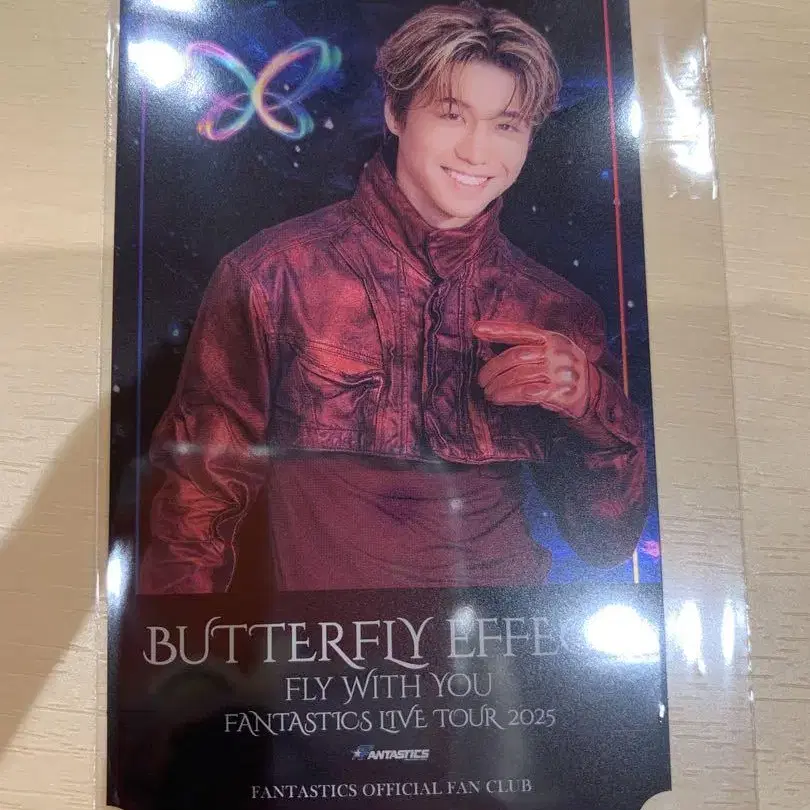 BUTTERFLY EFFEC
FLY WITH YOU
FANTASTICS LIVE TOUR 2025
FANTASTICS
FANTASTICS OFFICIAL FAN CLUB